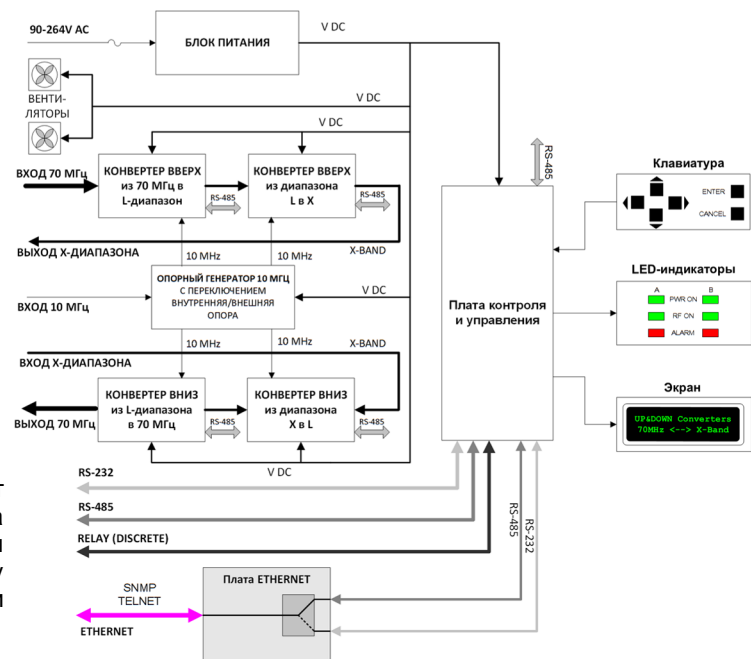 90-264V AC
БЛОК ПИТАНИЯ
V DC
ВЕНТИ-
ЛЯТОРЫ
V DC
V DC
ВХОД 70 МГц
КОНВЕРТЕР ВВЕРХ
из 70 МГц в
L-диапазон
RS-485
КОНВЕРТЕР ВВЕРХ
из диапазона
L в X
RS-485
ВЫХОД X-ДИАПАЗОНА
10 MHz
10 MHz
X-BAND
ВХОД 10 МГц
ОПОРНЫЙ ГЕНЕРАТОР 10 МГЦ
С ПЕРЕКЛЮЧЕНИЕМ
ВНУТРЕННЯЯ/ВНЕШНЯЯ
ОПОРА
V DC
10 MHz
10 MHz
X-BAND
ВХОД X-ДИАПАЗОНА
ВЫХОД 70 МГц
КОНВЕРТЕР ВНИЗ
из L-диапазона
в 70 МГц
RS-485
КОНВЕРТЕР ВНИЗ
из диапазона
X в L
RS-485
V DC
RS-485
Плата контроля
и управления
Клавиатура
ENTER
CANCEL
LED-индикаторы
A B
PWR ON
RF ON
ALARM
Экран
UP&DOWN Converters
70MHz <--> X-Band
RS-232
RS-485
RELAY (DISCRETE)
RS-485
RS-232
Плата ETHERNET
SNMP
TELNET
ETHERNET